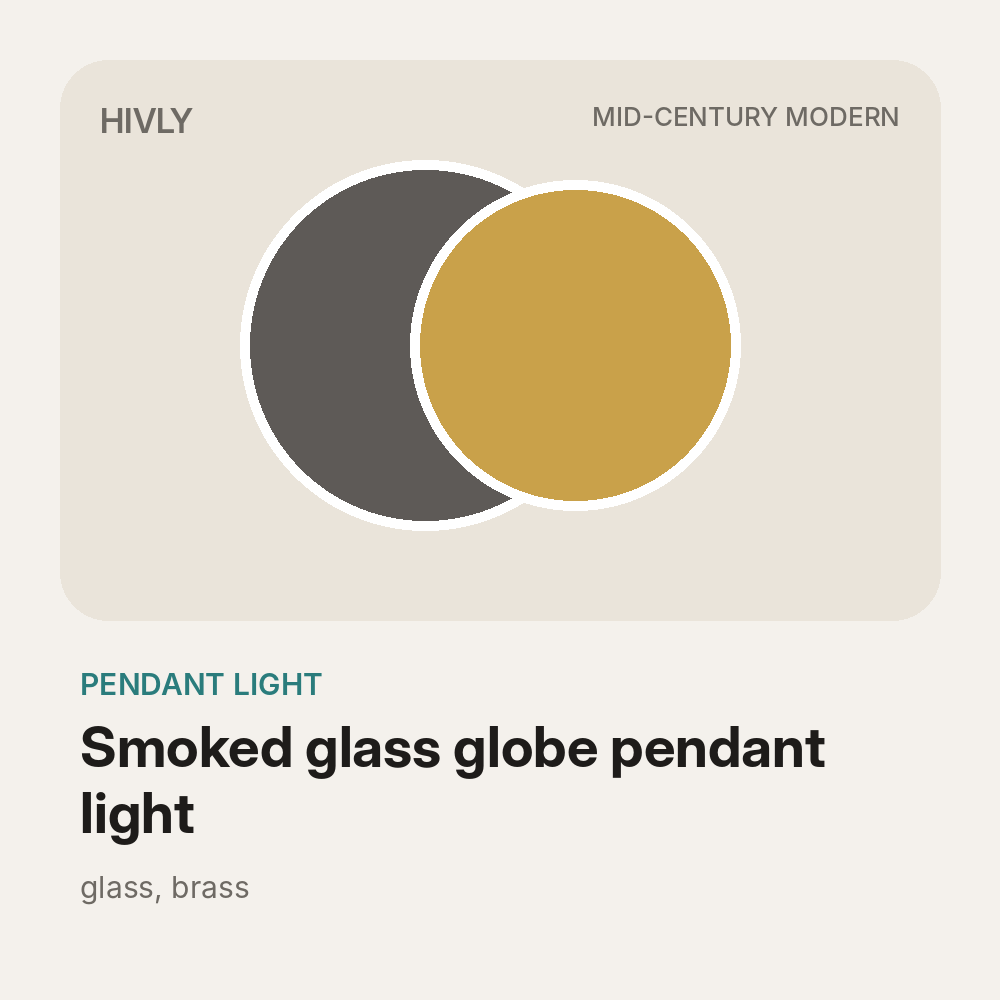 HIVLY
MID-CENTURY MODERN
PENDANT LIGHT
Smoked glass globe pendant
light
glass, brass